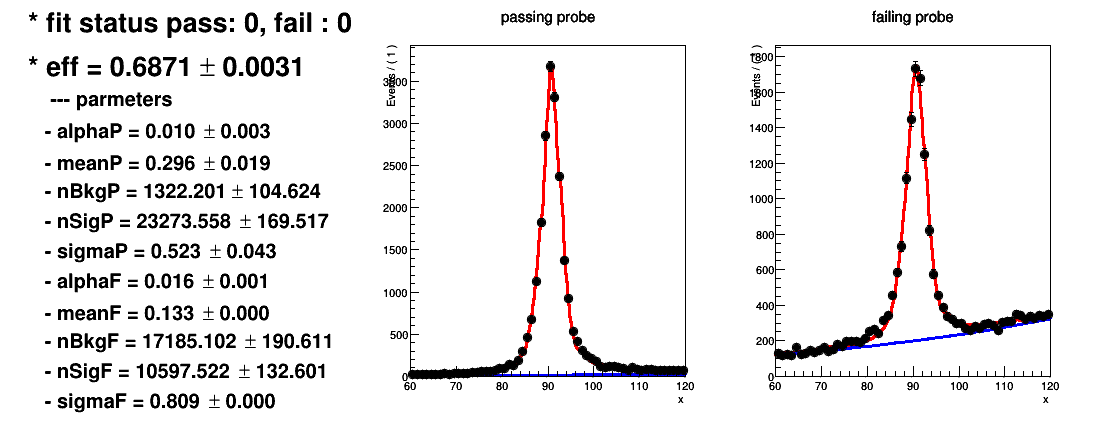 * fit status pass: 0, fail : 0
* eff = 0.6871 ± 0.0031
--- parmeters
- alphaP = 0.010 ± 0.003
- meanP = 0.296 ± 0.019
- nBkgP = 1322.201 ± 104.624
- nSigP = 23273.558 ± 169.517
- sigmaP = 0.523 ± 0.043
- alphaF = 0.016 ± 0.001
- meanF = 0.133 ± 0.000
- nBkgF = 17185.102 ± 190.611
- nSigF = 10597.522 ± 132.601
- sigmaF = 0.809 ± 0.000
passing probe
Events / ( 1 )
3500
3000
2500
2000
1500
1000
500
0
60 70 80 90 100 110 120
x
failing probe
Events / ( 1 )
1800
1600
1400
1200
1000
800
600
400
200
0
60 70 80 90 100 110 120
x